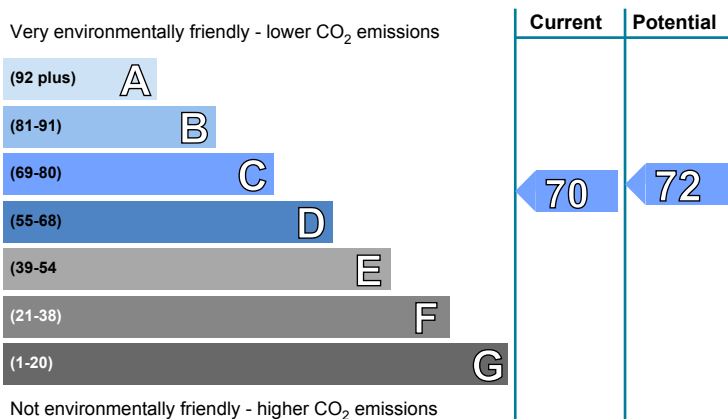 Very environmentally friendly - lower CO2 emissions
Current
Potential
(92 plus) A
(81-91) B
(69-80) C
(55-68) D
(39-54 E
(21-38) F
(1-20) G
70
72
Not environmentally friendly - higher CO2 emissions